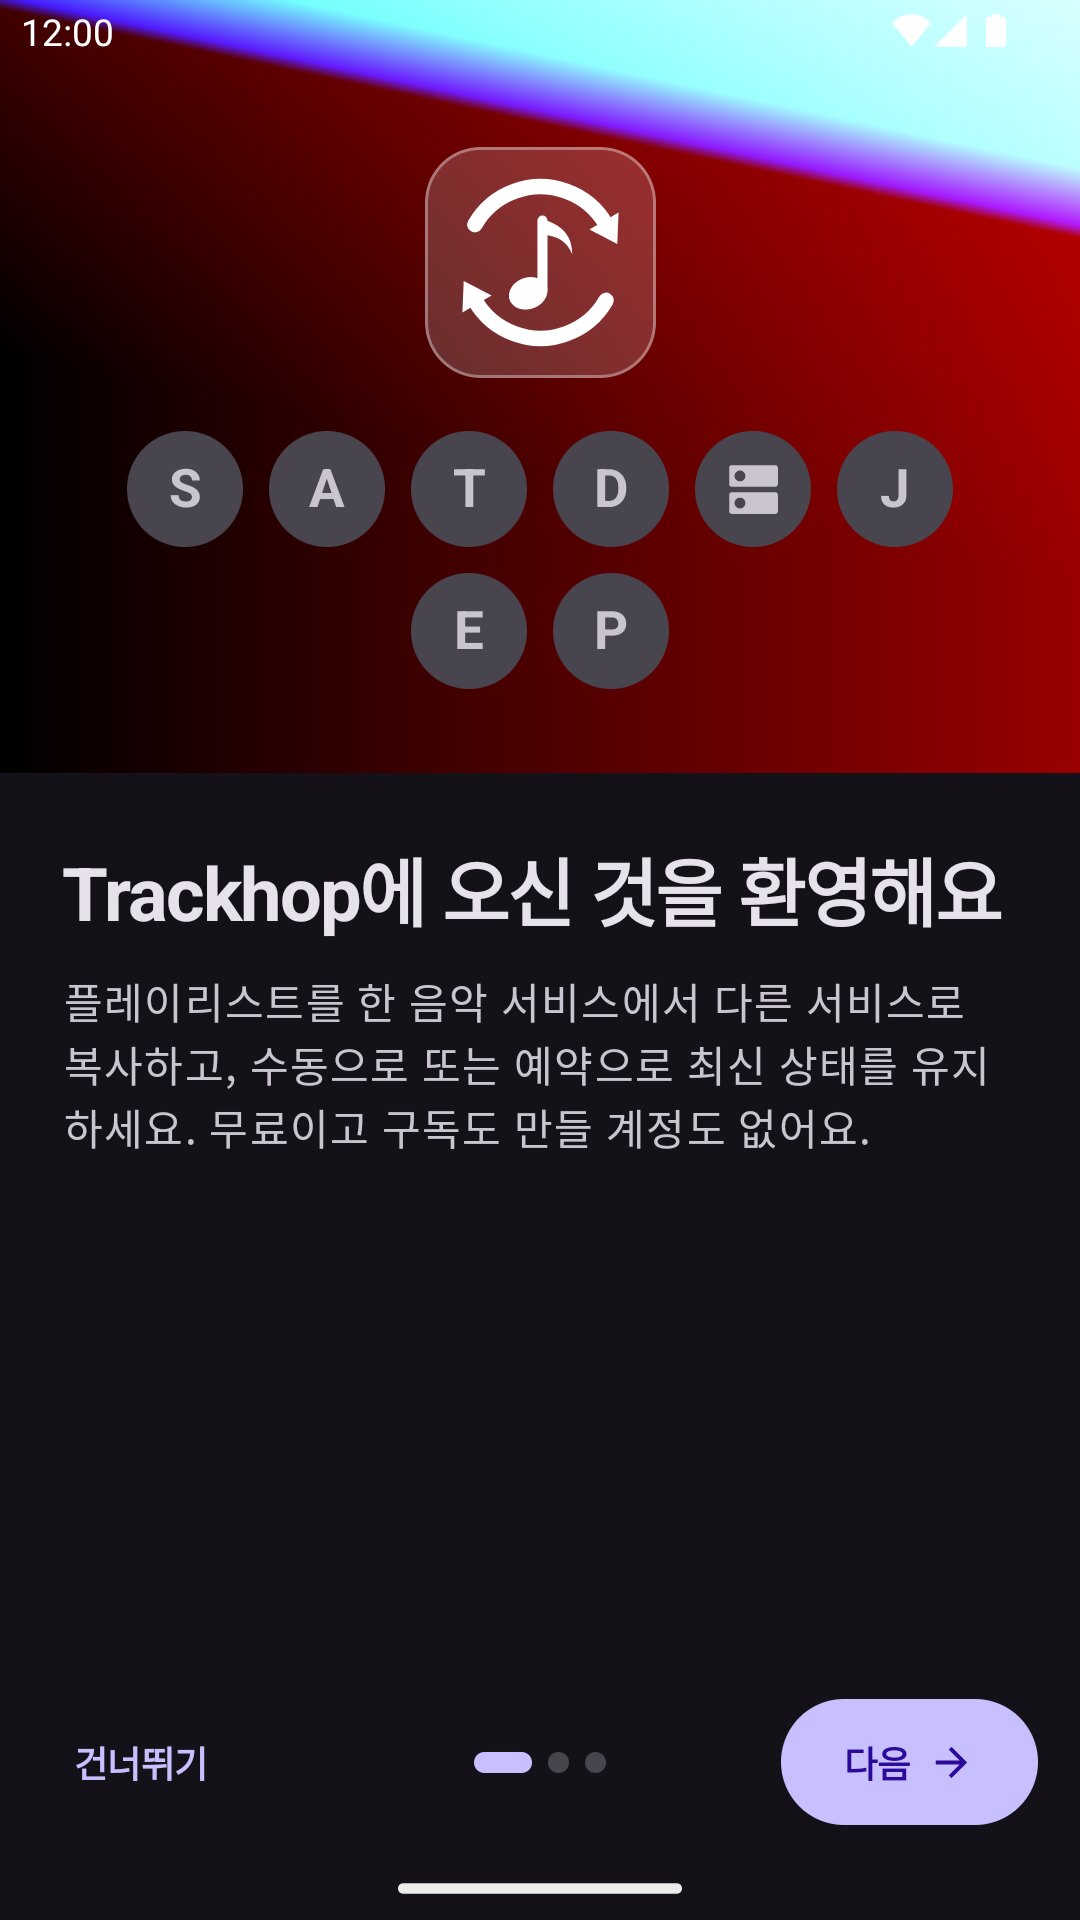 12:00
S A T D J
E P
Trackhop에 오신 것을 환영해요
플레이리스트를 한 음악 서비스에서 다른 서비스로
복사하고, 수동으로 또는 예약으로 최신 상태를 유지
하세요. 무료이고 구독도 만들 계정도 없어요.
건너뛰기
다음